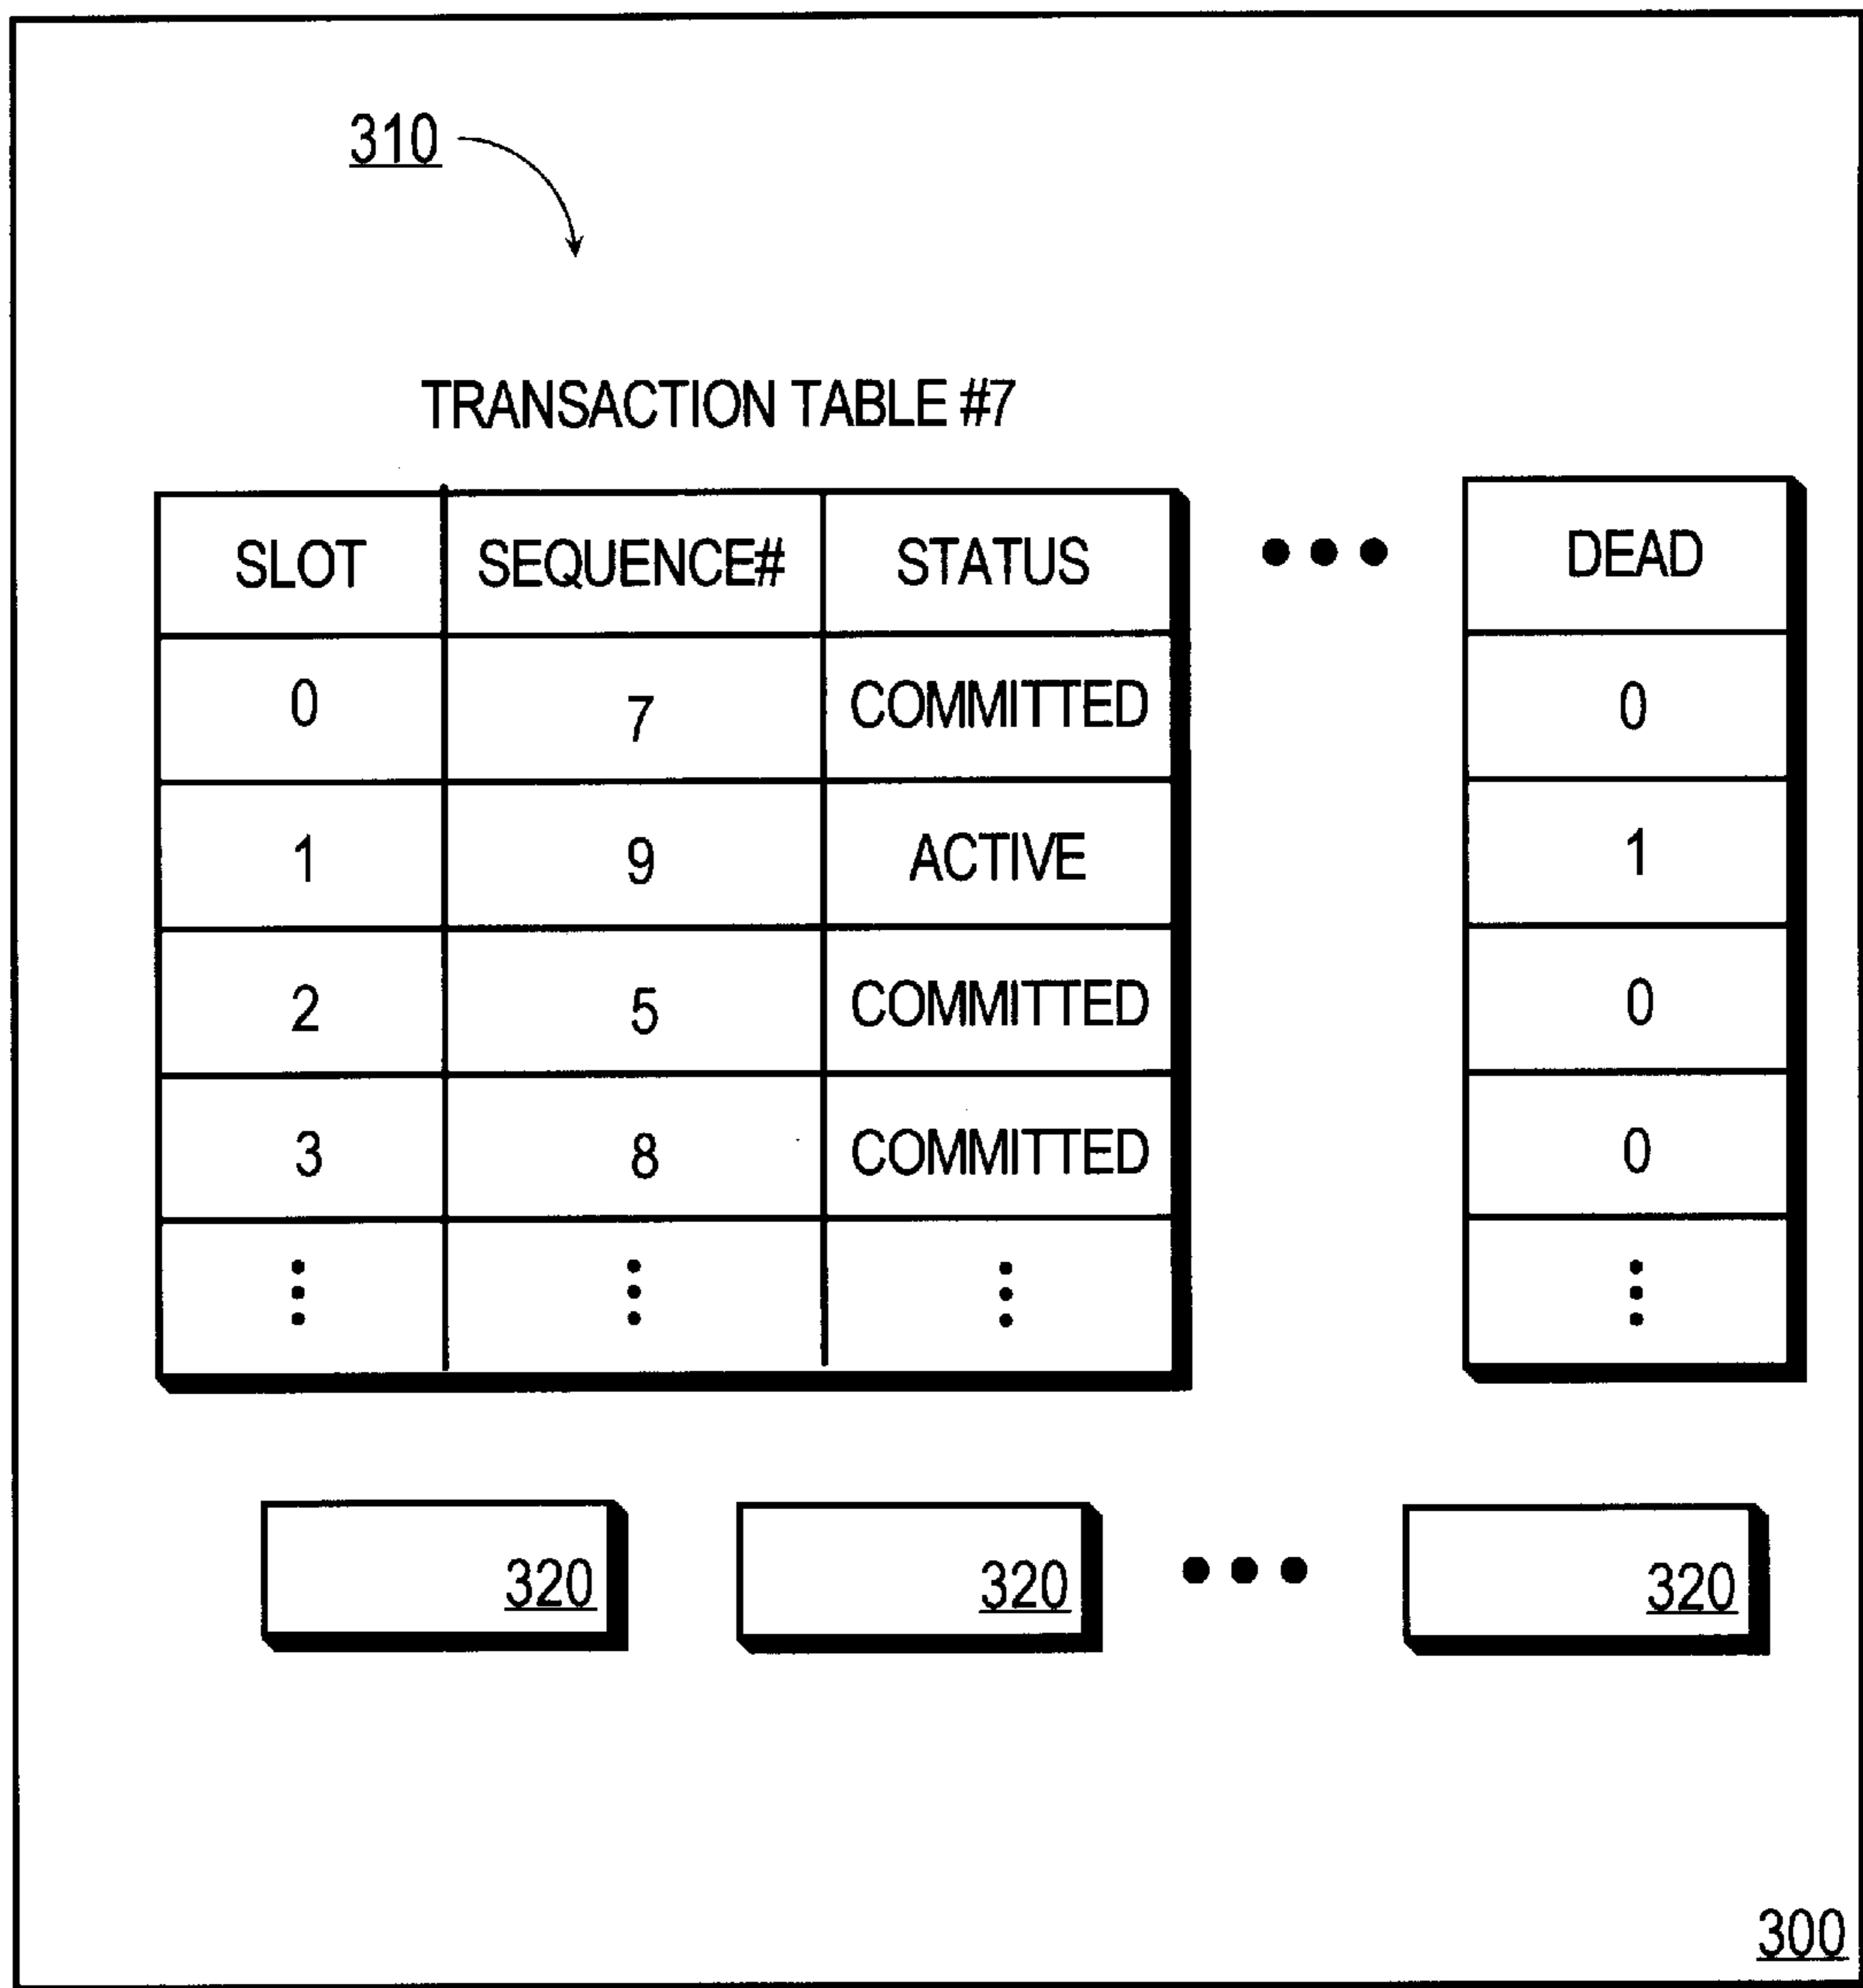 310
TRANSACTION TABLE #7
SLOT SEQUENCE# STATUS ••• DEAD
0 7 COMMITTED 0
1 9 ACTIVE 1
2 5 COMMITTED 0
3 8 COMMITTED 0
⋮ ⋮ ⋮ ⋮
320 320 ••• 320
300